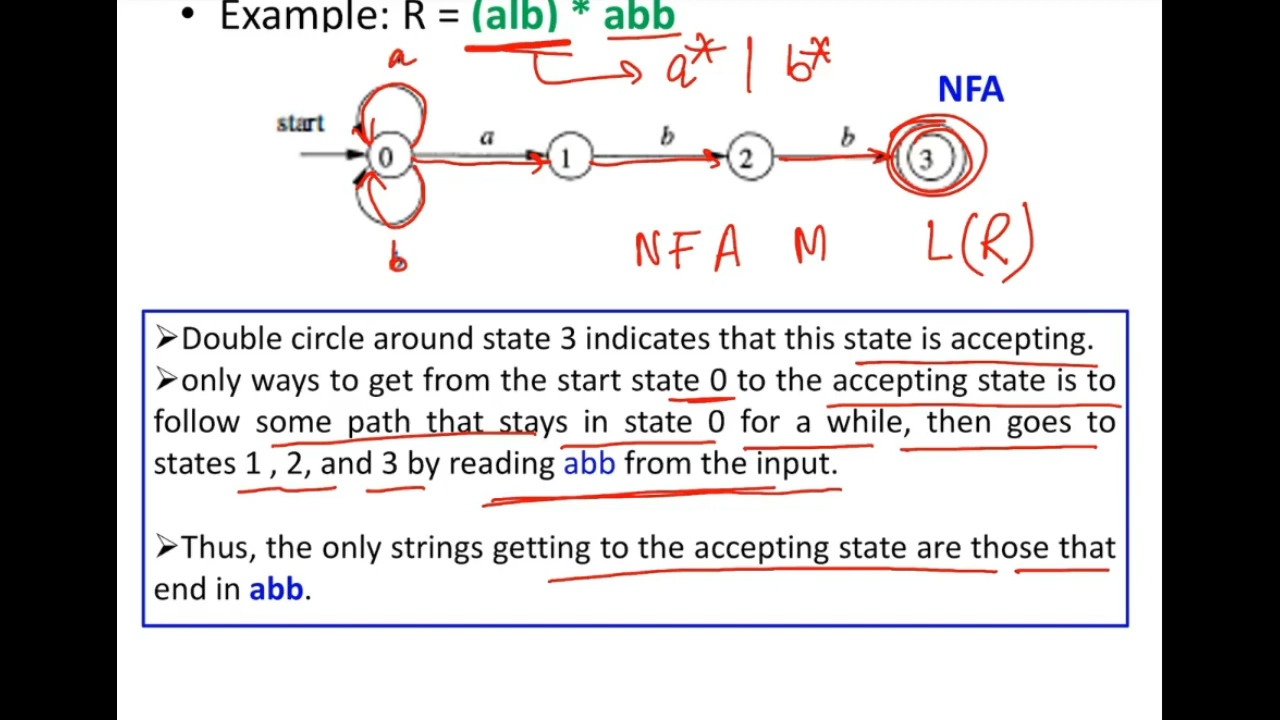 • Example: R = (alb) * abb
a
a* | b*
NFA
start
a
b
b
0
1
2
3
b
NFA M L(R)
➢Double circle around state 3 indicates that this state is accepting.
➢only ways to get from the start state 0 to the accepting state is to
follow some path that stays in state 0 for a while, then goes to
states 1 , 2, and 3 by reading abb from the input.
➢Thus, the only strings getting to the accepting state are those that
end in abb.